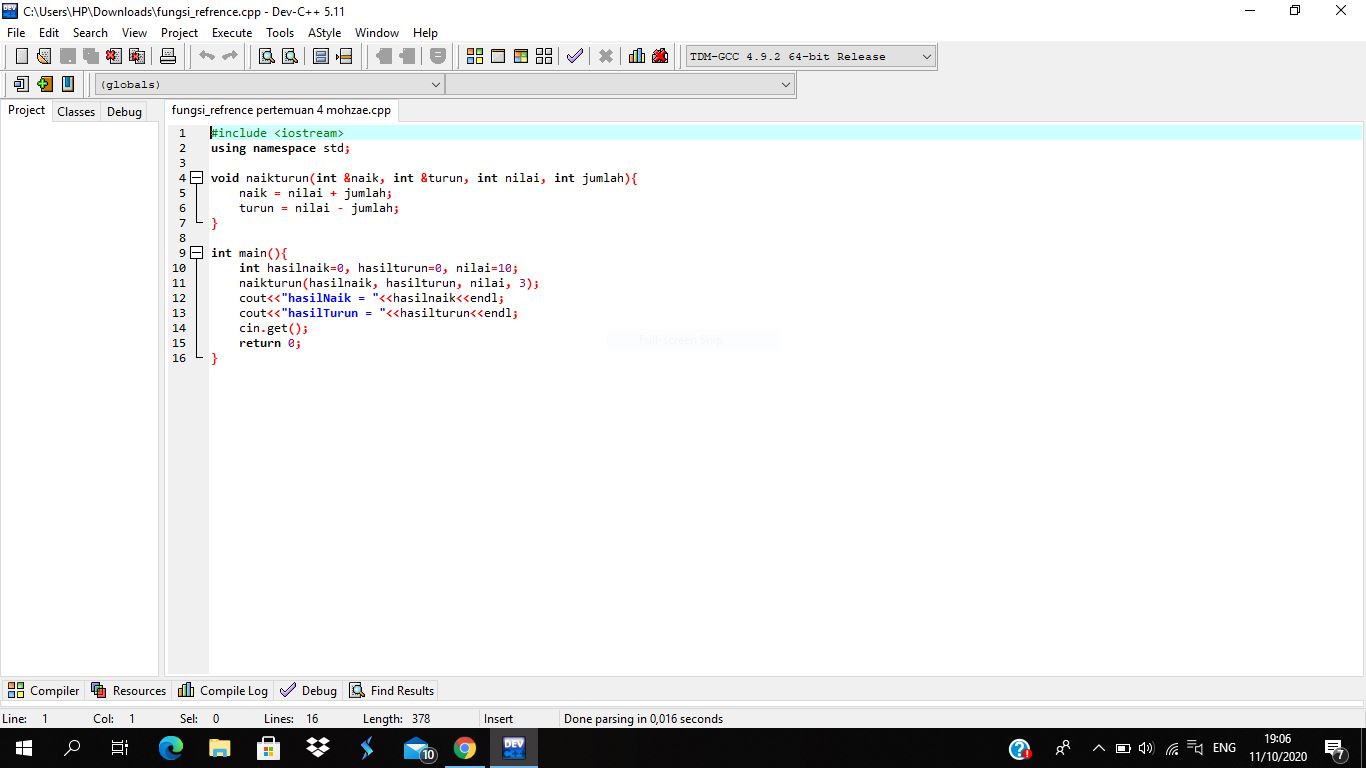 C:\Users\HP\Downloads\fungsi_refrence.cpp - Dev-C++ 5.11
File Edit Search View Project Execute Tools AStyle Window Help
TDM-GCC 4.9.2 64-bit Release
(globals)
Project Classes Debug fungsi_refrence pertemuan 4 mohzae.cpp
1 #include <iostream>
2 using namespace std;
3
4 void naikturun(int &naik, int &turun, int nilai, int jumlah){
5 naik = nilai + jumlah;
6 turun = nilai - jumlah;
7 }
8
9 int main(){
10 int hasilnaik=0, hasilturun=0, nilai=10;
11 naikturun(hasilnaik, hasilturun, nilai, 3);
12 cout<<"hasilNaik = "<<hasilnaik<<endl;
13 cout<<"hasilTurun = "<<hasilturun<<endl;
14 cin.get();
15 return 0;
16 }
Full-screen Snip
Compiler Resources Compile Log Debug Find Results
Line: 1 Col: 1 Sel: 0 Lines: 16 Length: 378 Insert Done parsing in 0,016 seconds
DEV 10 ENG 19:06
11/10/2020 7